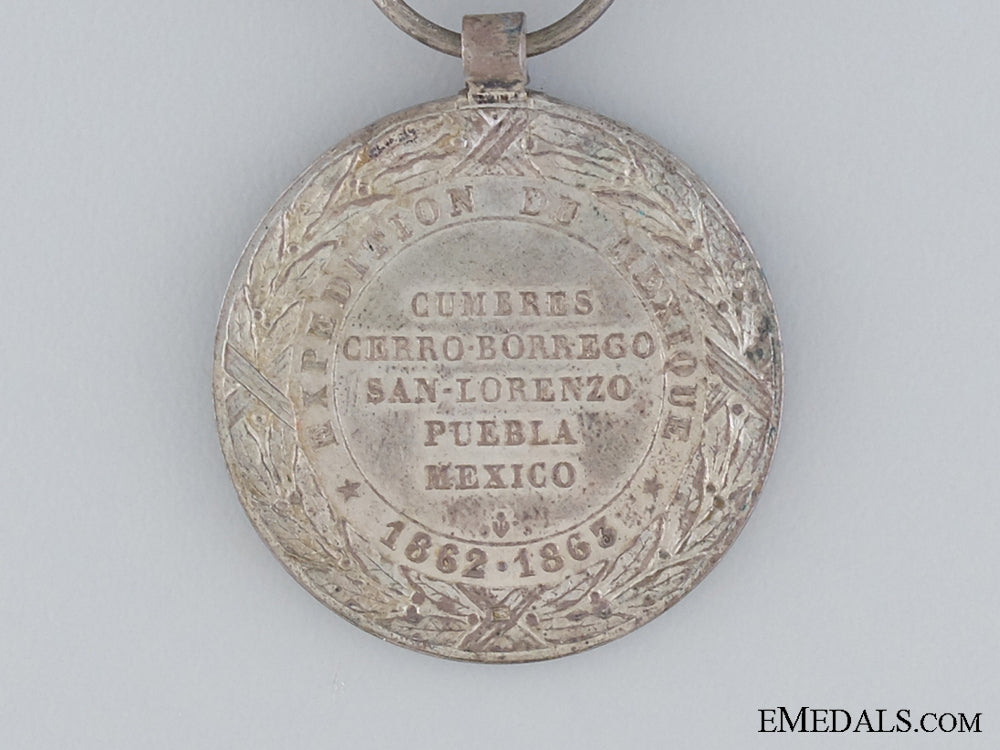 EXPEDITION DU MEXIQUE
CUMBRES
CERRO-BORREGO
SAN-LORENZO
PUEBLA
MEXICO
1862·1863
EMEDALS.COM